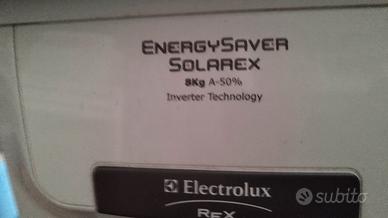 ENERGYSAVER
SOLAREX
8Kg A-50%
Inverter Technology
Electrolux
REX
subito